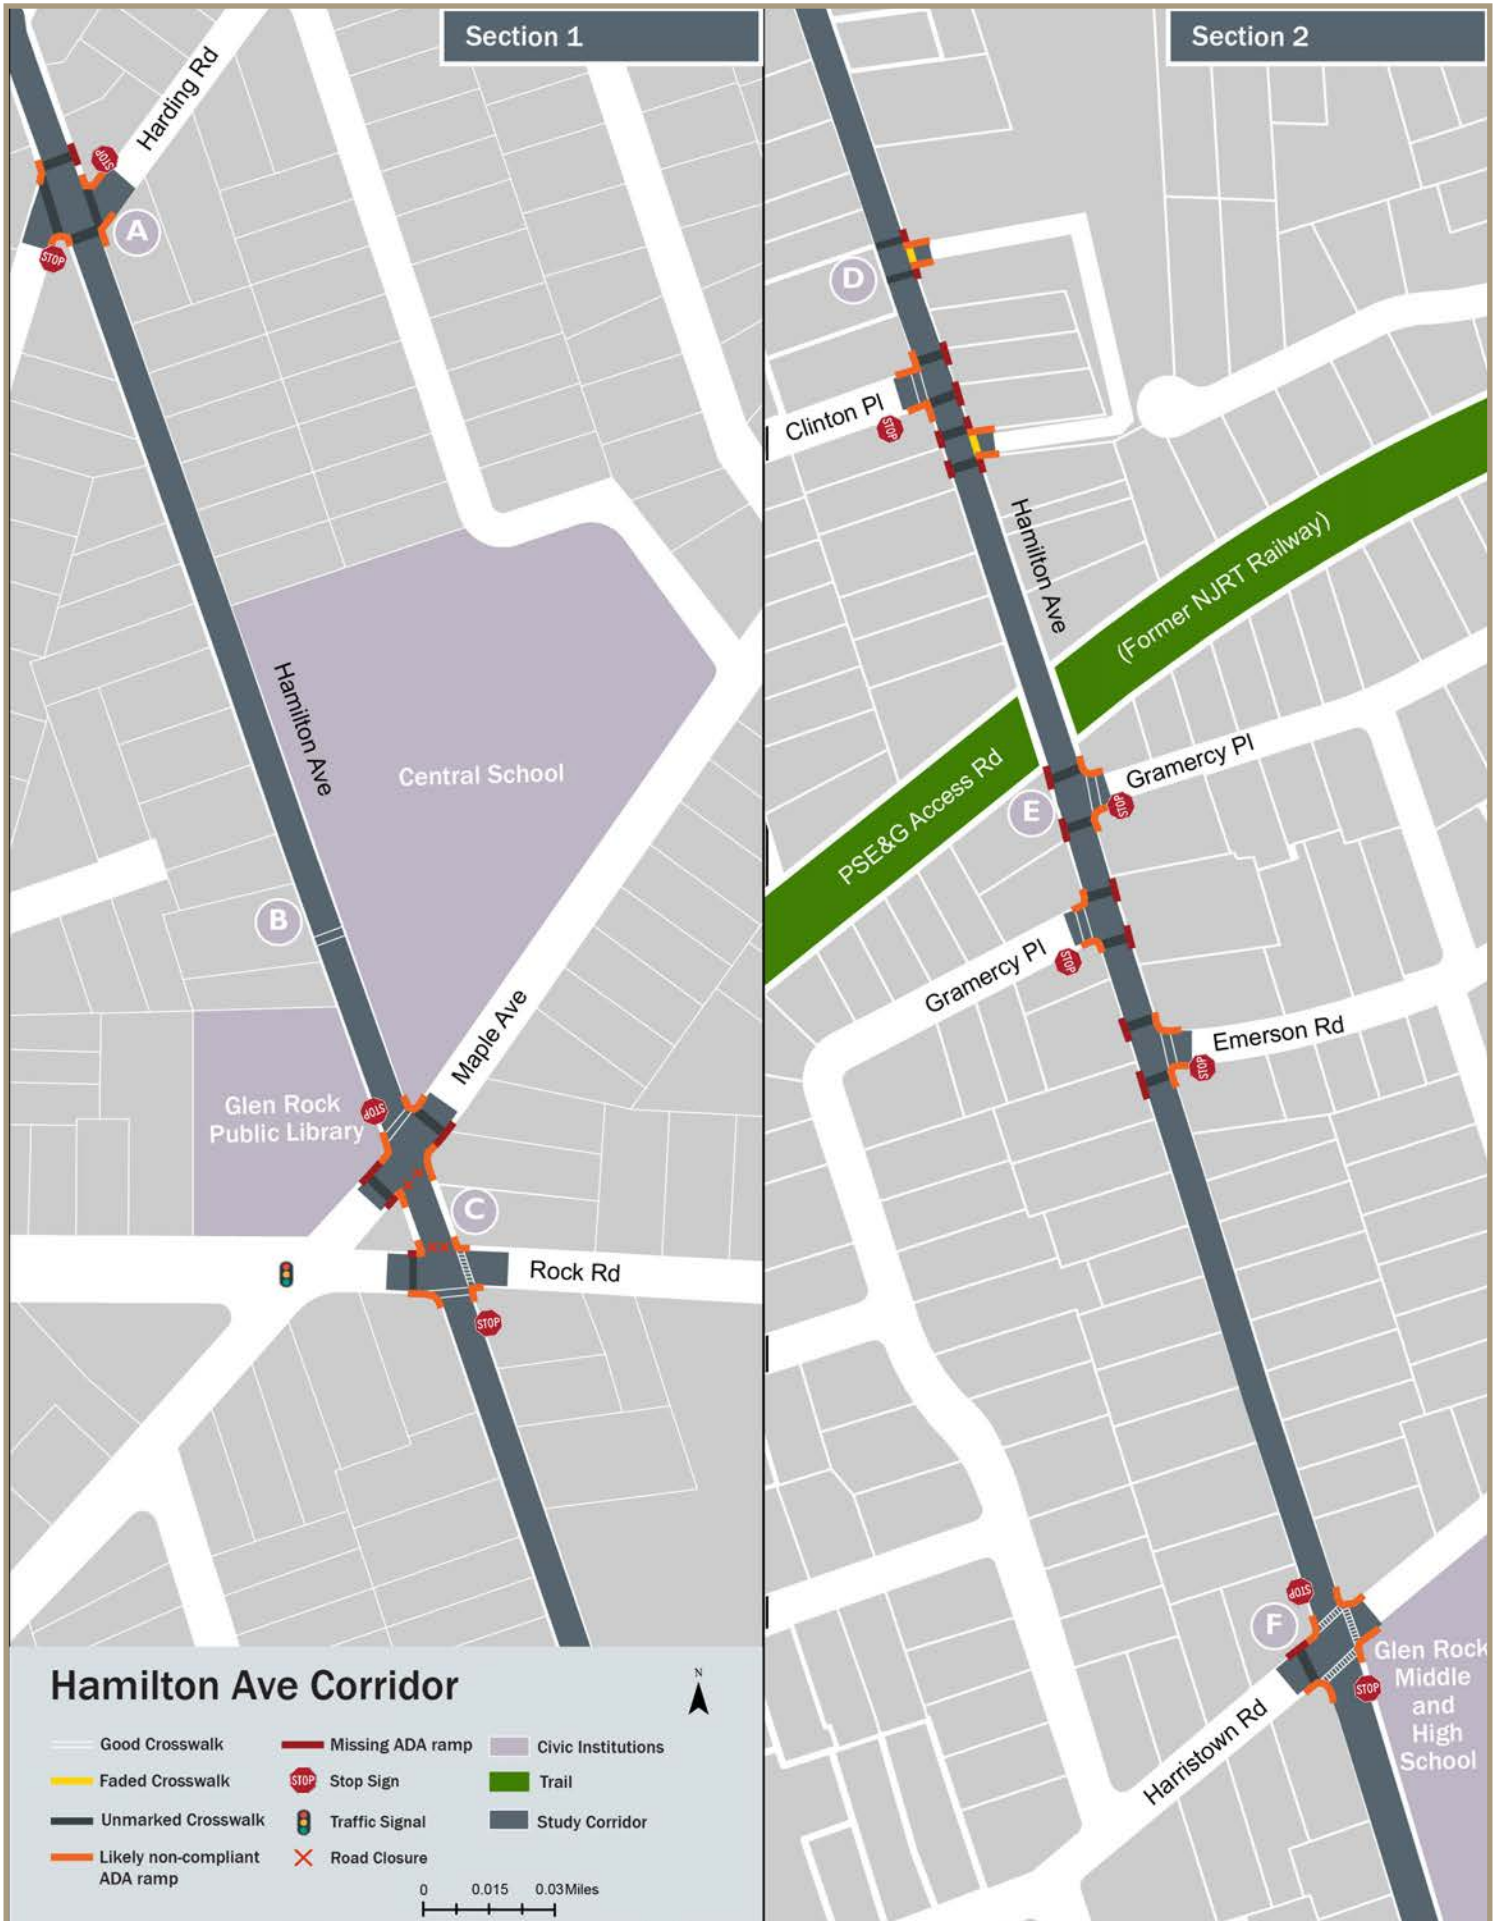 Section 1
Section 2
Harding Rd
STOP
A
STOP
D
Clinton Pl
STOP
Hamilton Ave
(Former NJRT Railway)
Hamilton Ave
Central School
Gramercy Pl
PSE&G Access Rd
E
STOP
B
Gramercy Pl
STOP
Maple Ave
Emerson Rd
STOP
Glen Rock
Public Library
STOP
C
Rock Rd
STOP
STOP
F
Glen Rock
Middle
and
High
School
STOP
Harristown Rd
Hamilton Ave Corridor
N
Good Crosswalk
Missing ADA ramp
Civic Institutions
Faded Crosswalk
STOP Stop Sign
Trail
Unmarked Crosswalk
Traffic Signal
Study Corridor
Likely non-compliant
ADA ramp
Road Closure
0 0.015 0.03 Miles